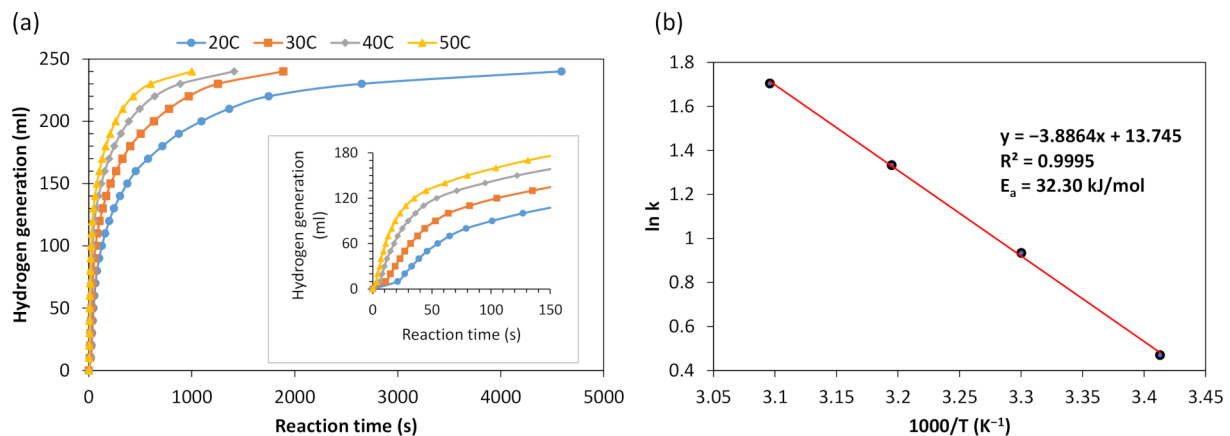 (a)
20C 30C 40C 50C
Hydrogen generation (ml)
250
200
150
100
50
0
0 1000 2000 3000 4000 5000
Reaction time (s)
Hydrogen generation
(ml)
180
120
60
0
0 50 100 150
Reaction time (s)
(b)
ln k
1.8
1.6
1.4
1.2
1
0.8
0.6
0.4
y = −3.8864x + 13.745
R² = 0.9995
Eₐ = 32.30 kJ/mol
3.05 3.1 3.15 3.2 3.25 3.3 3.35 3.4 3.45
1000/T (K⁻¹)